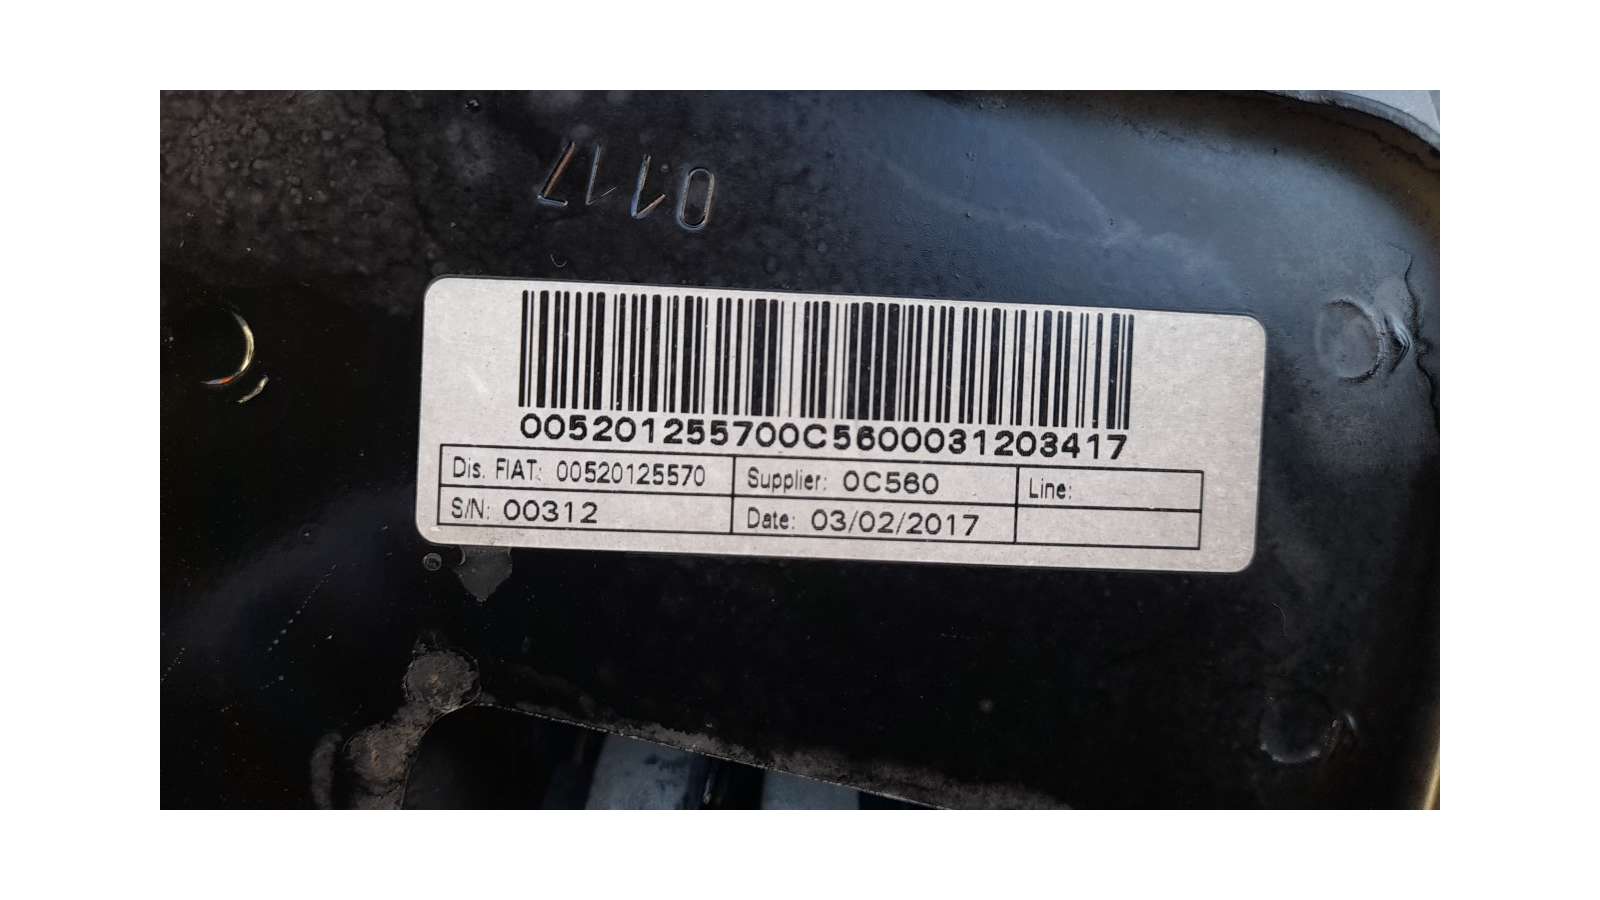 0117
005201255700C5600031203417
Dis. FIAT: 00520125570 Supplier: 0C560 Line:
S/N: 00312 Date: 03/02/2017